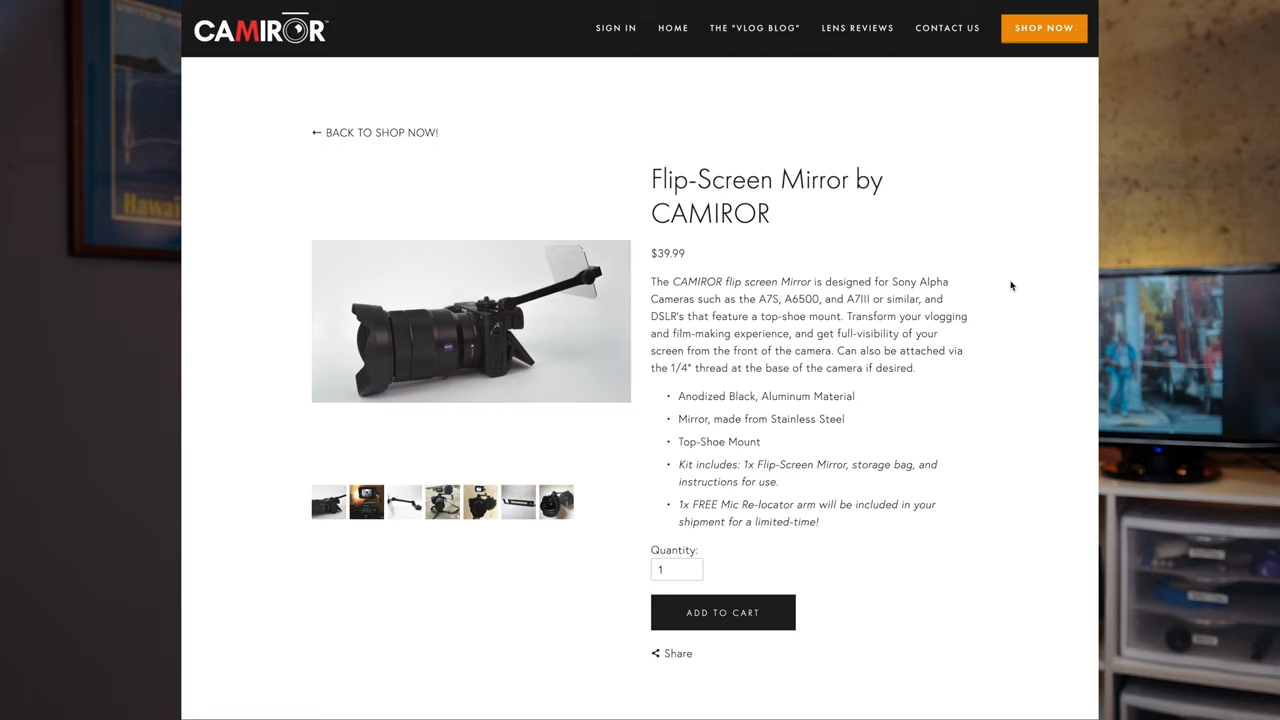 CAMIROR™
SIGN IN
HOME
THE "VLOG BLOG"
LENS REVIEWS
CONTACT US
SHOP NOW
← BACK TO SHOP NOW!
Flip-Screen Mirror by
CAMIROR
$39.99
The CAMIROR flip screen Mirror is designed for Sony Alpha
Cameras such as the A7S, A6500, and A7III or similar, and
DSLR's that feature a top-shoe mount. Transform your vlogging
and film-making experience, and get full-visibility of your
screen from the front of the camera. Can also be attached via
the 1/4" thread at the base of the camera if desired.
• Anodized Black, Aluminum Material
• Mirror, made from Stainless Steel
• Top-Shoe Mount
• Kit includes: 1x Flip-Screen Mirror, storage bag, and
instructions for use.
• 1x FREE Mic Re-locator arm will be included in your
shipment for a limited-time!
Quantity:
1
ADD TO CART
Share
Hawaii